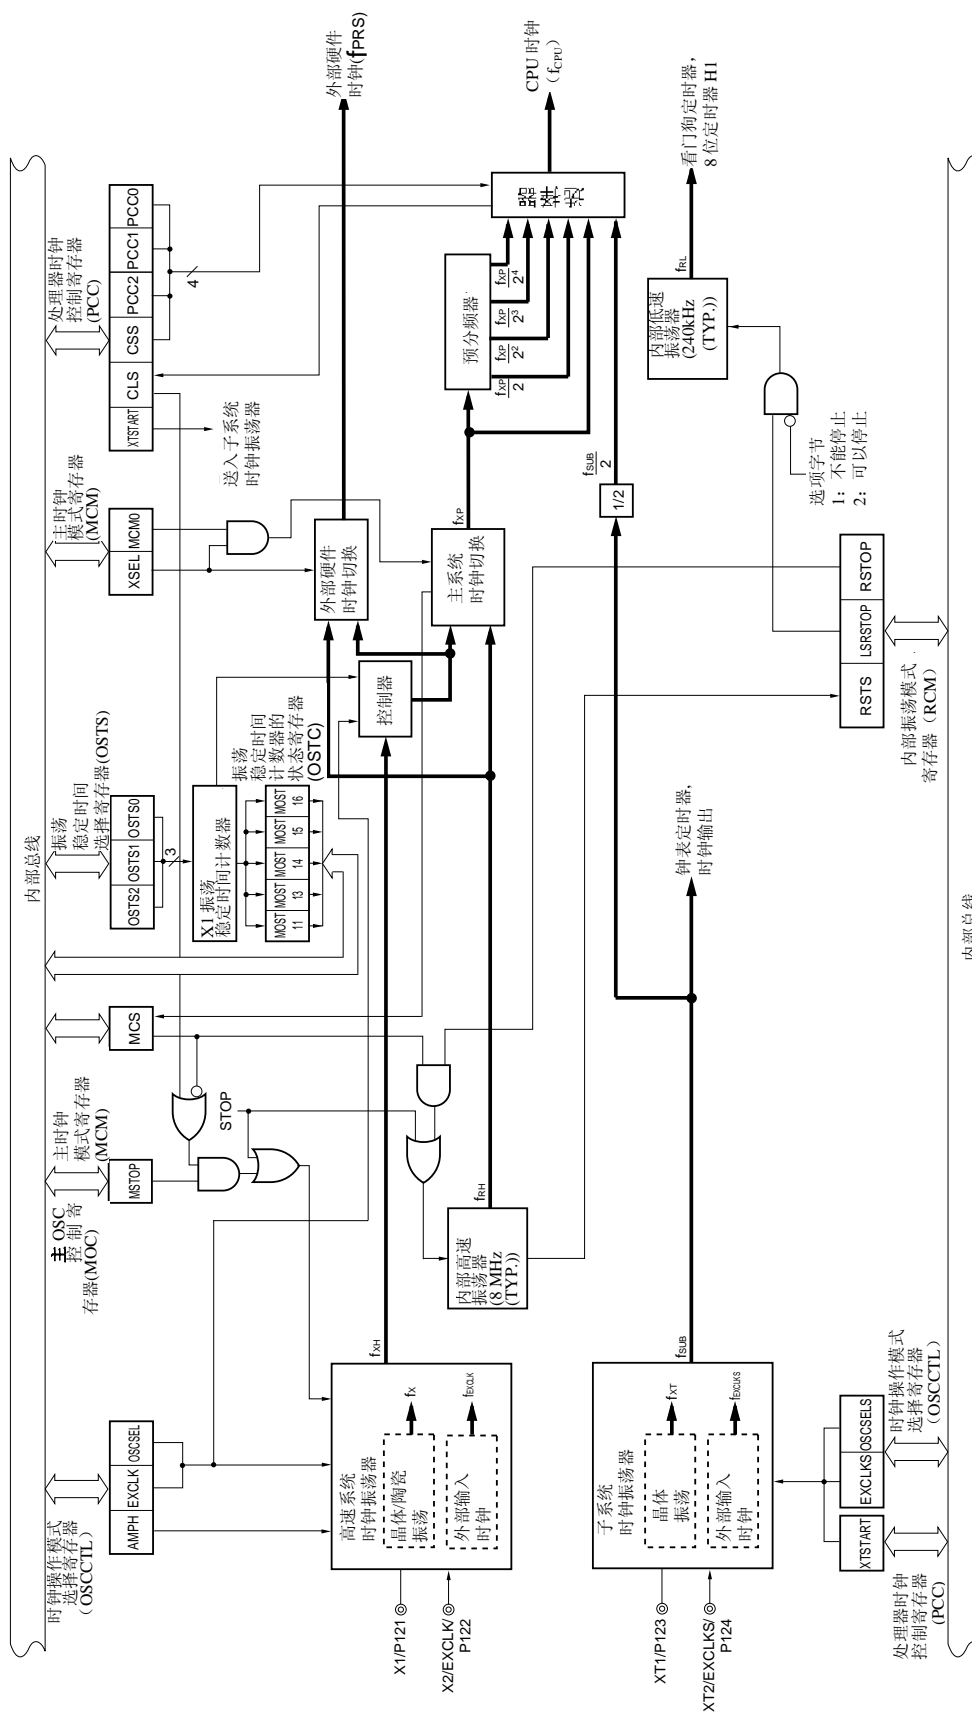 内部总线
时钟操作模式
选择寄存器
(OSCCTL)
AMPH
EXCLK
OSCSEL
主OSC
控制寄
存器(MOC)
主时钟
模式寄存器
(MCM)
MSTOP
MCS
振荡
稳定时间
选择寄存器(OSTS)
OSTS2
OSTS1
OSTS0
3
主时钟
模式寄存器
(MCM)
XSEL
MCM0
处理器时钟
控制寄存器
(PCC)
XTSTART
CLS
CSS
PCC2
PCC1
PCC0
4
送入子系统
时钟振荡器
STOP
X1振荡
稳定时间计数器
MOST
11
MOST
13
MOST
14
MOST
15
MOST
16
振荡
稳定时间
计数器的
状态寄存器
(OSTC)
控制器
外部硬件
时钟切换
外部硬件
时钟(fPRS)
X1/P121
X2/EXCLK/
P122
高速系统
时钟振荡器
晶体/陶瓷
振荡
fX
外部输入
时钟
fEXCLK
fXH
内部高速
振荡器
(8 MHz
(TYP.))
fRH
主系统
时钟切换
fXP
预分频器
fXP
2
fXP
2²
fXP
2³
fXP
2⁴
选择器
CPU 时钟
(fCPU)
XT1/P123
XT2/EXCLKS/
P124
子系统
时钟振荡器
晶体
振荡
fXT
外部输入
时钟
fEXCLKS
fSUB
1/2
fSUB
2
钟表定时器,
时钟输出
内部低速
振荡器
(240kHz
(TYP.))
fRL
看门狗定时器,
8 位定时器 H1
选项字节
1: 不能停止
2: 可以停止
XTSTART
EXCLKS
OSCSELS
处理器时钟
控制寄存器
(PCC)
时钟操作模式
选择寄存器
(OSCCTL)
RSTS
LSRSTOP
RSTOP
内部振荡模式
寄存器(RCM)
内部总线